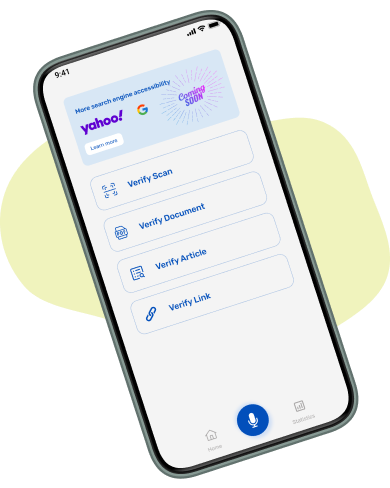 9:41
More search engine accessibility
yahoo!
G
Coming
SOON
Learn more
Verify Scan
PDF
Verify Document
Verify Article
Verify Link
Home
Statistics